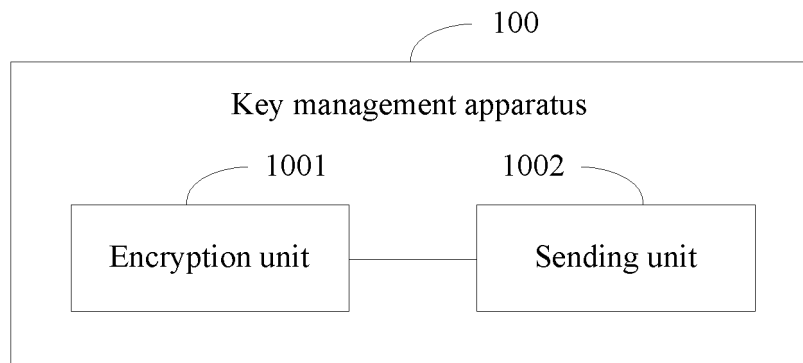 100
Key management apparatus
1001
1002
Encryption unit
Sending unit